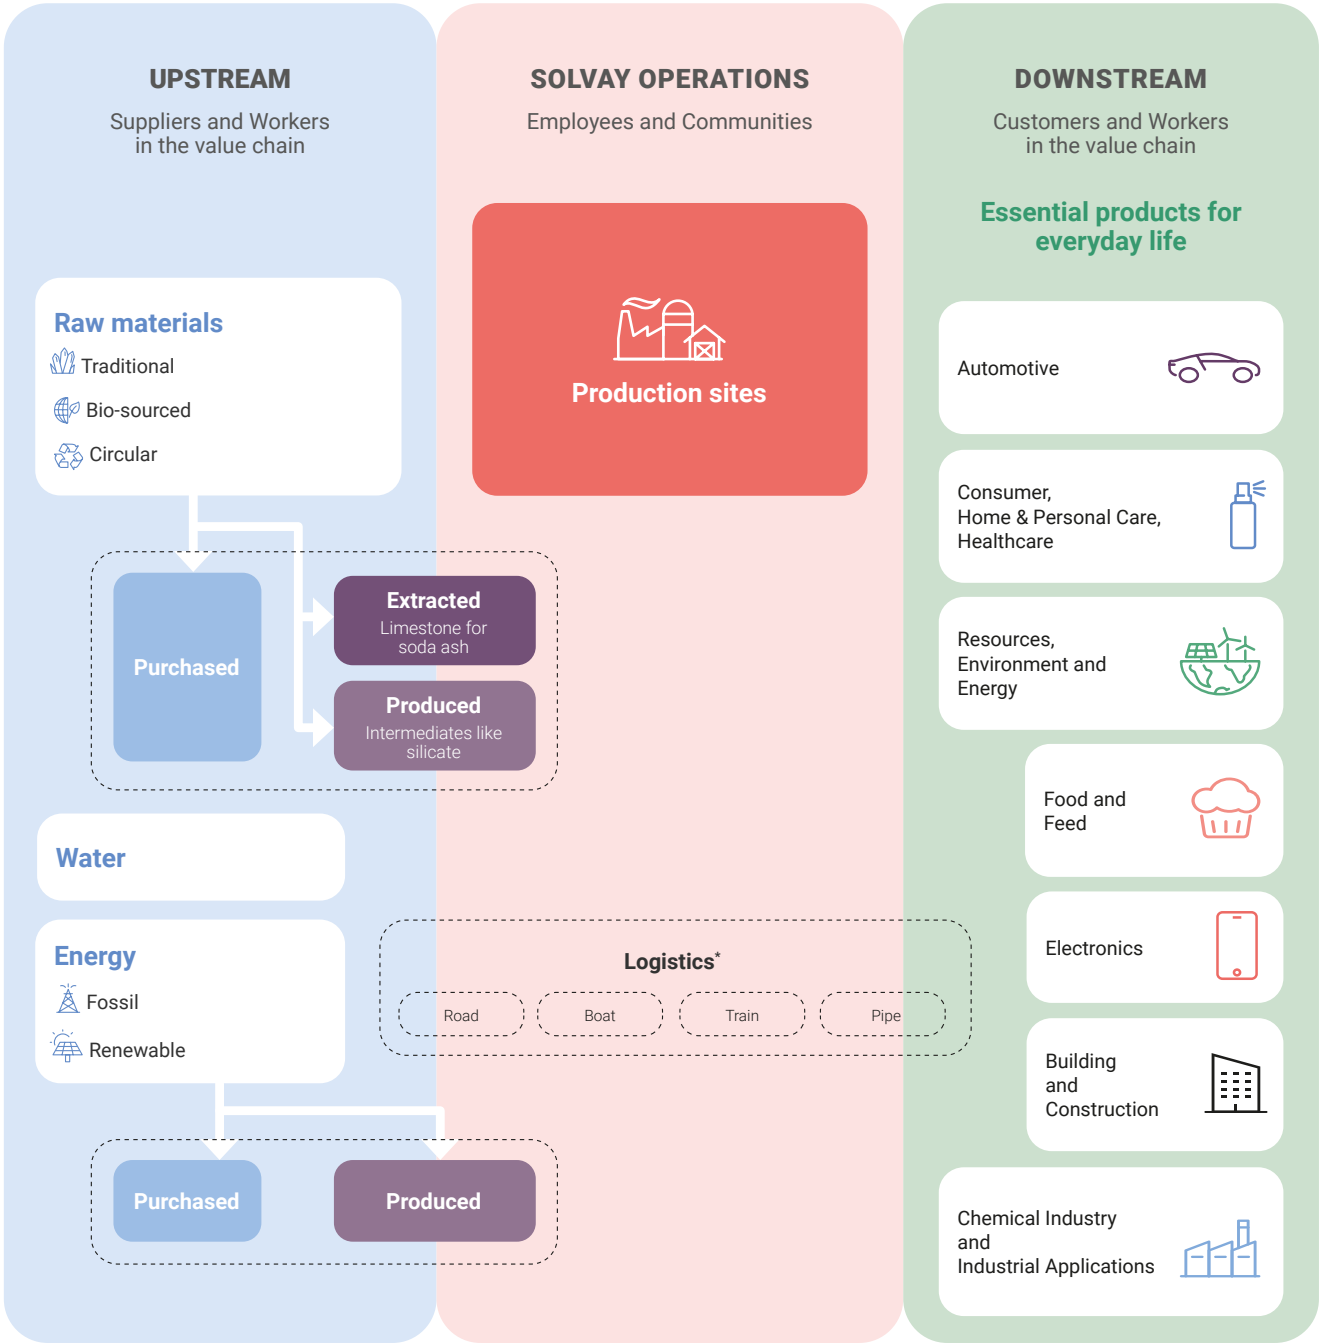 UPSTREAM
Suppliers and Workers
in the value chain
Raw materials
Traditional
Bio-sourced
Circular
Purchased
Extracted
Limestone for
soda ash
Produced
Intermediates like
silicate
Water
Energy
Fossil
Renewable
Purchased
Produced
SOLVAY OPERATIONS
Employees and Communities
Production sites
Logistics*
Road
Boat
Train
Pipe
DOWNSTREAM
Customers and Workers
in the value chain
Essential products for
everyday life
Automotive
Consumer,
Home & Personal Care,
Healthcare
Resources,
Environment and
Energy
Food and
Feed
Electronics
Building
and
Construction
Chemical Industry
and
Industrial Applications